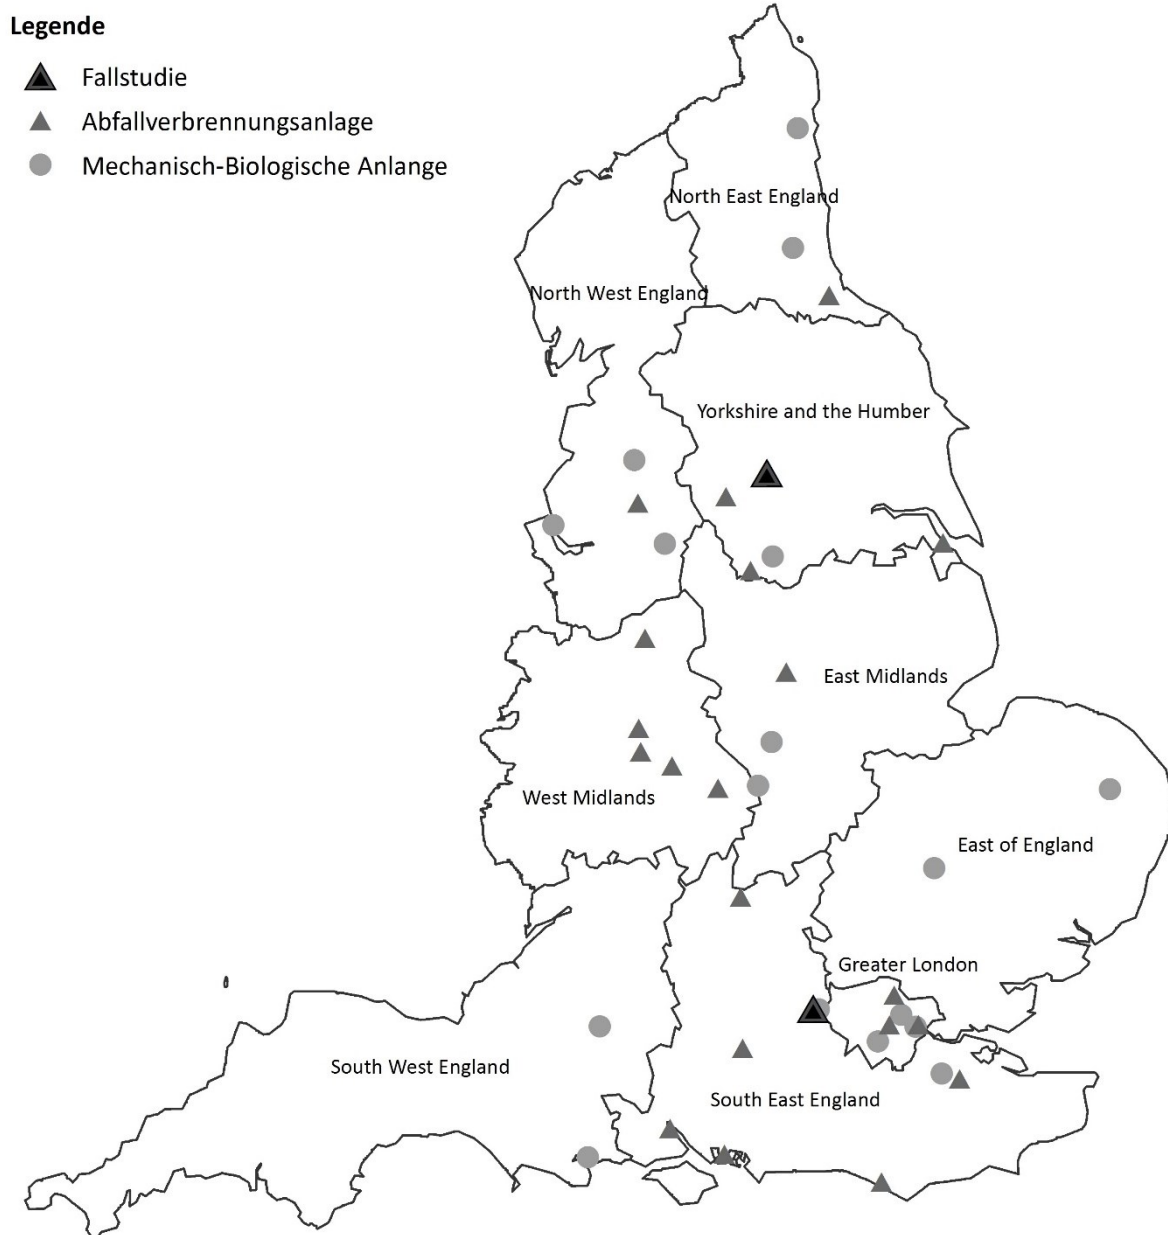 Legende
Fallstudie
Abfallverbrennungsanlage
Mechanisch-Biologische Anlange
North East England
North West England
Yorkshire and the Humber
East Midlands
West Midlands
East of England
Greater London
South West England
South East England